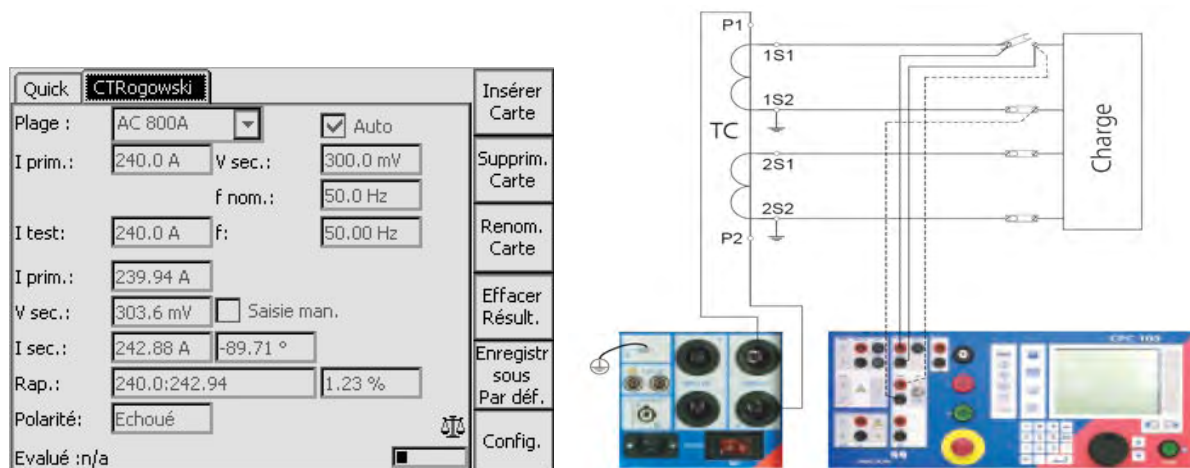 Quick CTRogowski
Plage : AC 800A Auto
I prim.: 240.0 A V sec.: 300.0 mV
f nom.: 50.0 Hz
I test: 240.0 A f: 50.00 Hz
I prim.: 239.94 A
V sec.: 303.6 mV Saisie man.
I sec.: 242.88 A -89.71 °
Rap.: 240.0:242.94 1.23 %
Polarité: Echoué
Evalué :n/a
Insérer
Carte
Supprim.
Carte
Renom.
Carte
Effacer
Résult.
Enregistr
sous
Par déf.
Config.
P1
1S1
1S2
TC
2S1
2S2
P2
Charge
CPC 100